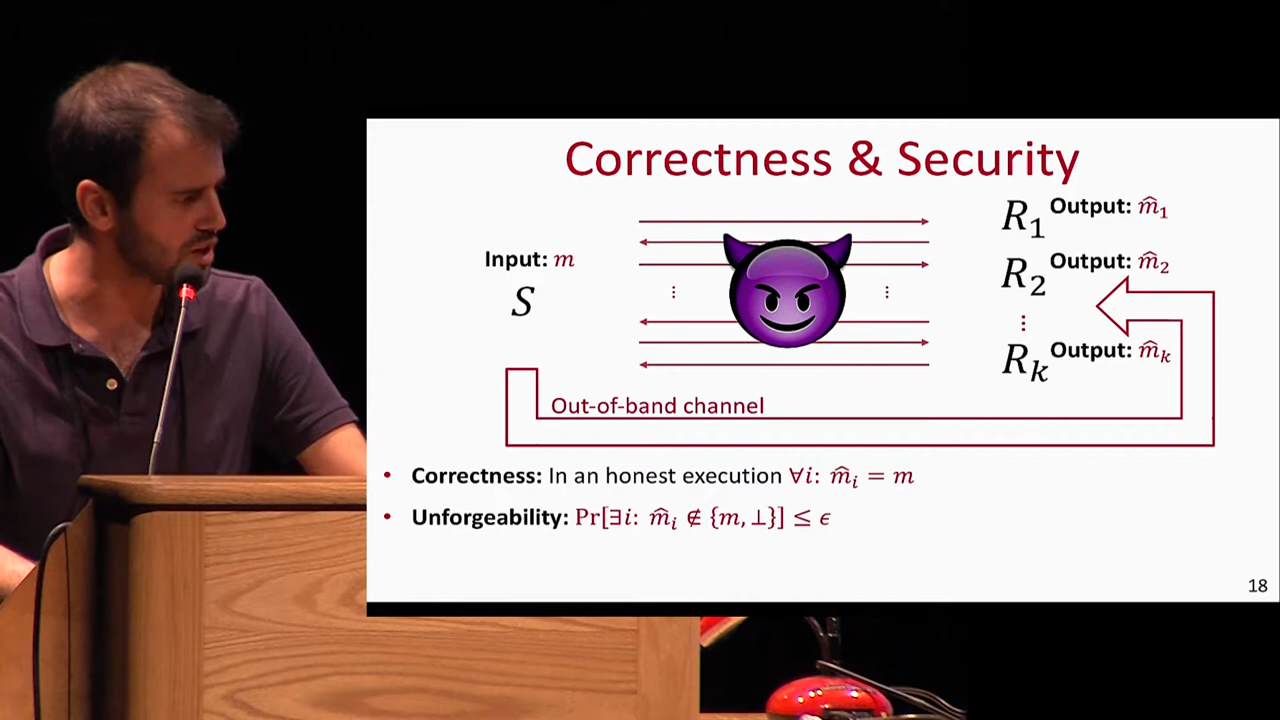 Correctness & Security
Input: m
S
R₁ Output: m̂₁
R₂ Output: m̂₂
⋮
Rₖ Output: m̂ₖ
Out-of-band channel
• Correctness: In an honest execution ∀i: m̂ᵢ = m
• Unforgeability: Pr[∃i: m̂ᵢ ∉ {m, ⊥}] ≤ ϵ
18